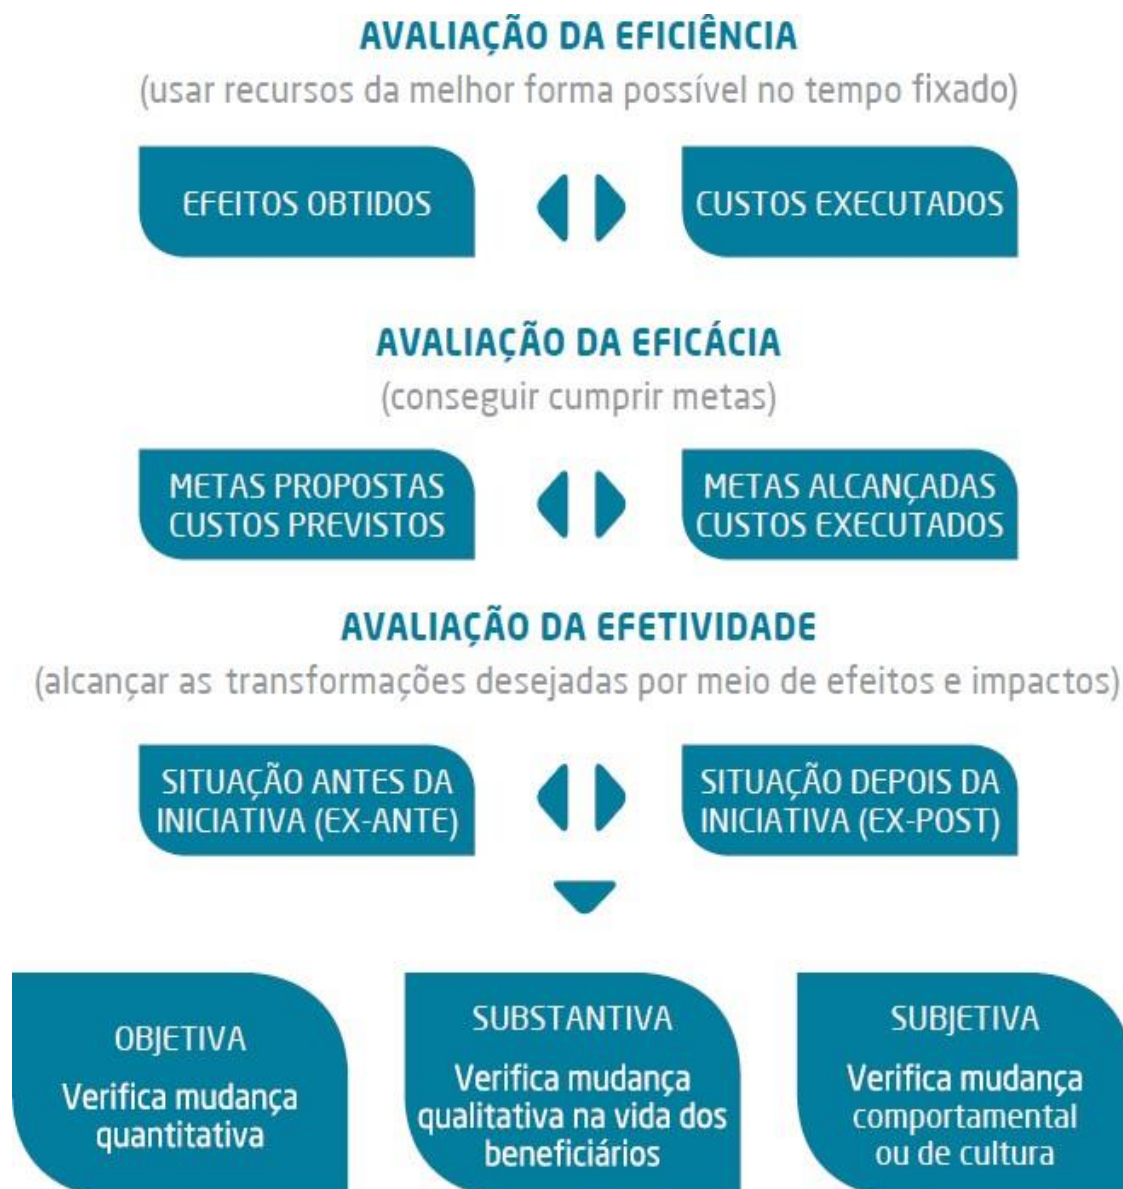 AVALIAÇÃO DA EFICIÊNCIA
(usar recursos da melhor forma possível no tempo fixado)
EFEITOS OBTIDOS
CUSTOS EXECUTADOS
AVALIAÇÃO DA EFICÁCIA
(conseguir cumprir metas)
METAS PROPOSTAS
CUSTOS PREVISTOS
METAS ALCANÇADAS
CUSTOS EXECUTADOS
AVALIAÇÃO DA EFETIVIDADE
(alcançar as transformações desejadas por meio de efeitos e impactos)
SITUAÇÃO ANTES DA
INICIATIVA (EX-ANTE)
SITUAÇÃO DEPOIS DA
INICIATIVA (EX-POST)
OBJETIVA
Verifica mudança
quantitativa
SUBSTANTIVA
Verifica mudança
qualitativa na vida dos
beneficiários
SUBJETIVA
Verifica mudança
comportamental
ou de cultura